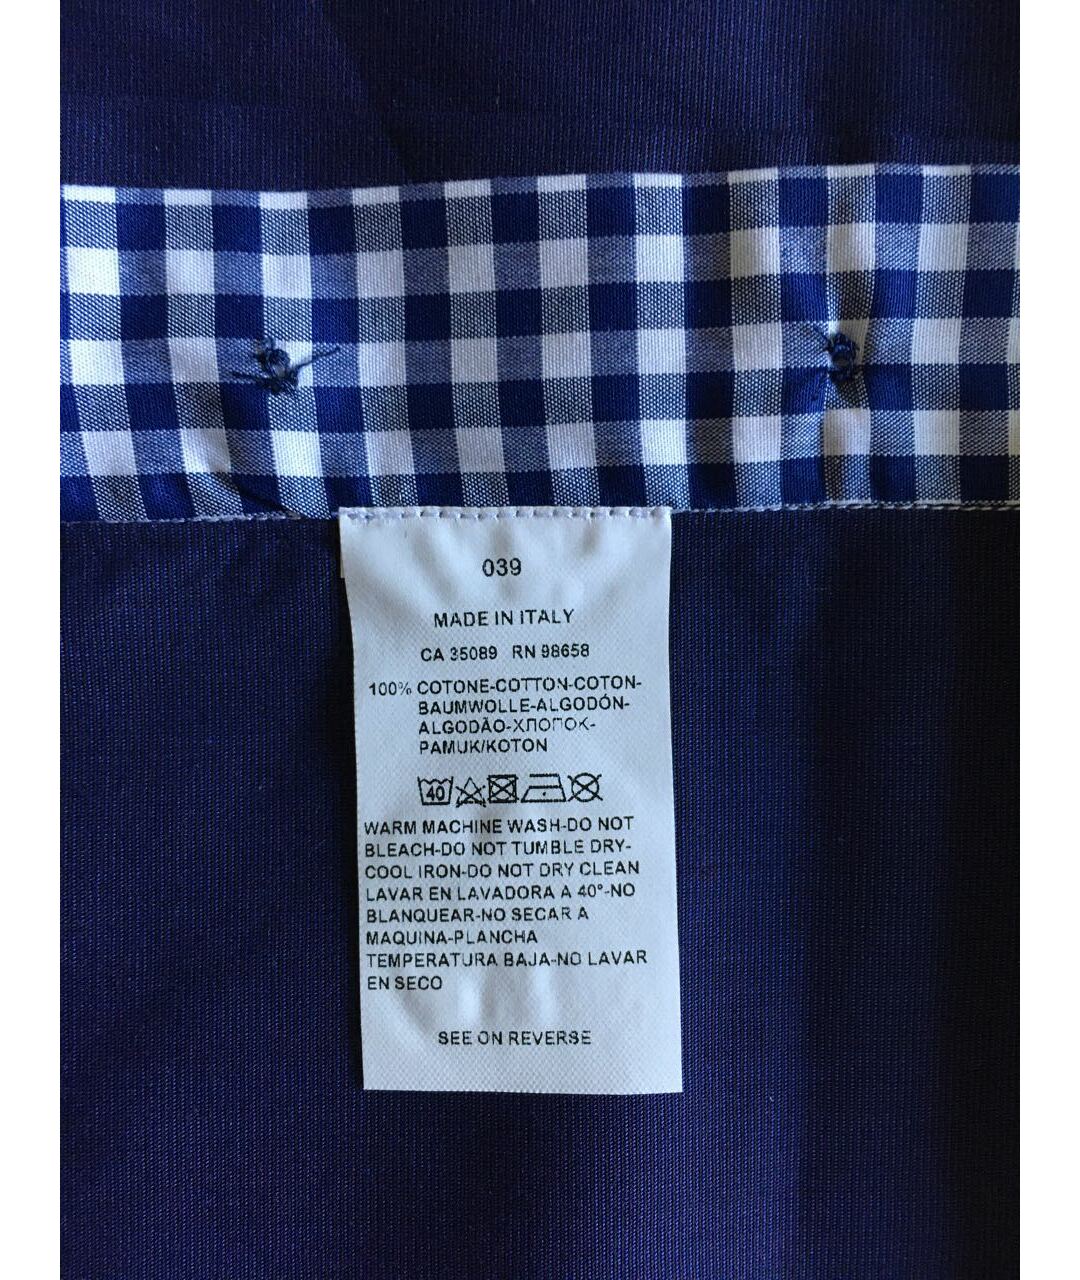 039
MADE IN ITALY
CA 35089 RN 98658
100% COTONE-COTTON-COTON-
BAUMWOLLE-ALGODÓN-
ALGODÃO-ХЛОПОК-
PAMUK/KOTON
40
WARM MACHINE WASH-DO NOT
BLEACH-DO NOT TUMBLE DRY-
COOL IRON-DO NOT DRY CLEAN
LAVAR EN LAVADORA A 40°-NO
BLANQUEAR-NO SECAR A
MAQUINA-PLANCHA
TEMPERATURA BAJA-NO LAVAR
EN SECO
SEE ON REVERSE